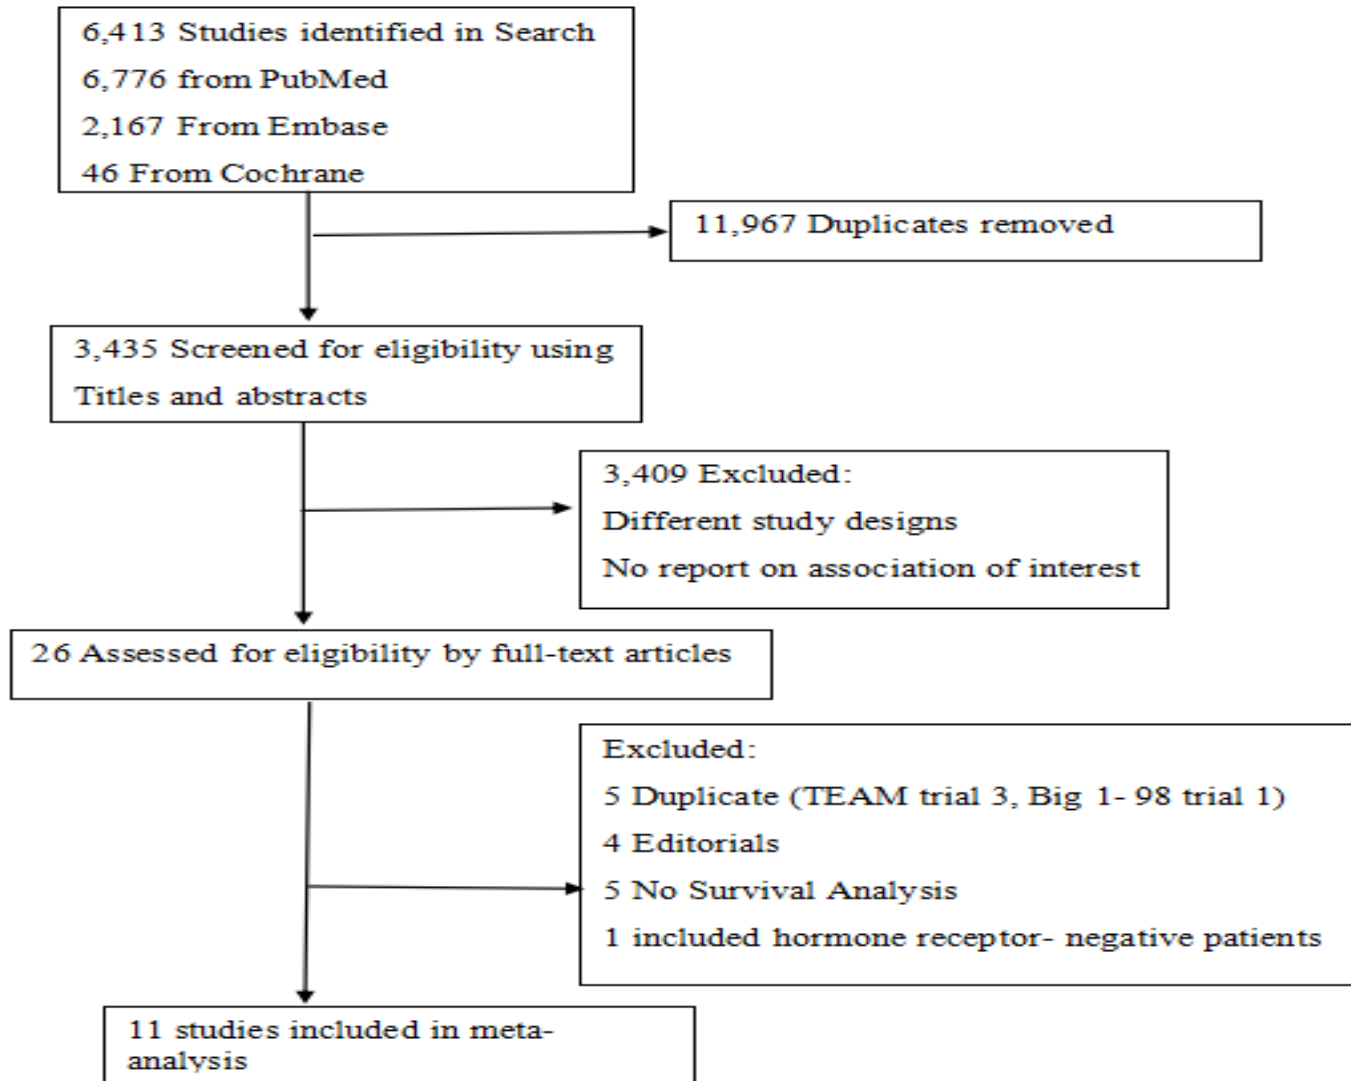 6,413 Studies identified in Search
6,776 from PubMed
2,167 From Embase
46 From Cochrane
11,967 Duplicates removed
3,435 Screened for eligibility using
Titles and abstracts
3,409 Excluded:
Different study designs
No report on association of interest
26 Assessed for eligibility by full-text articles
Excluded:
5 Duplicate (TEAM trial 3, Big 1- 98 trial 1)
4 Editorials
5 No Survival Analysis
1 included hormone receptor- negative patients
11 studies included in meta-
analysis